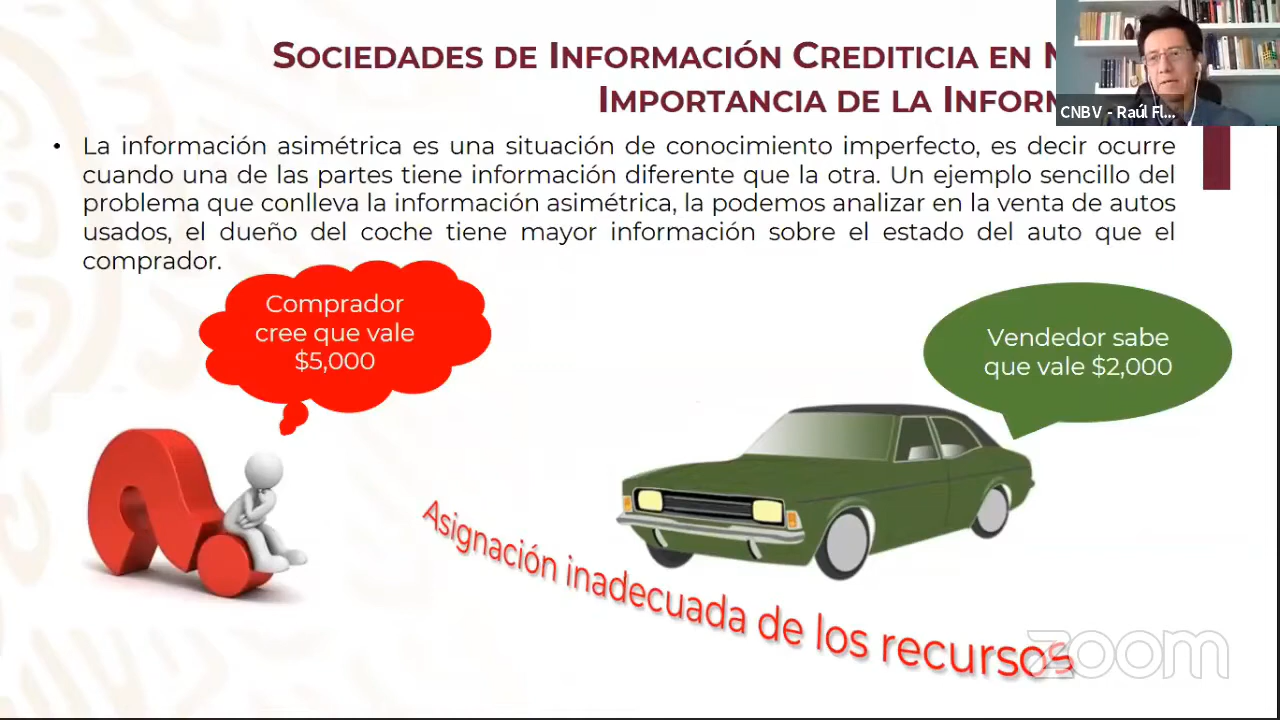 SOCIEDADES DE INFORMACIÓN CREDITICIA EN
IMPORTANCIA DE LA
CNBV - Raúl Fl...
• La información asimétrica es una situación de conocimiento imperfecto, es decir ocurre
cuando una de las partes tiene información diferente que la otra. Un ejemplo sencillo del
problema que conlleva la información asimétrica, la podemos analizar en la venta de autos
usados, el dueño del coche tiene mayor información sobre el estado del auto que el
comprador.
Comprador
cree que vale
$5,000
Vendedor sabe
que vale $2,000
Asignación inadecuada de los recursos
zoom